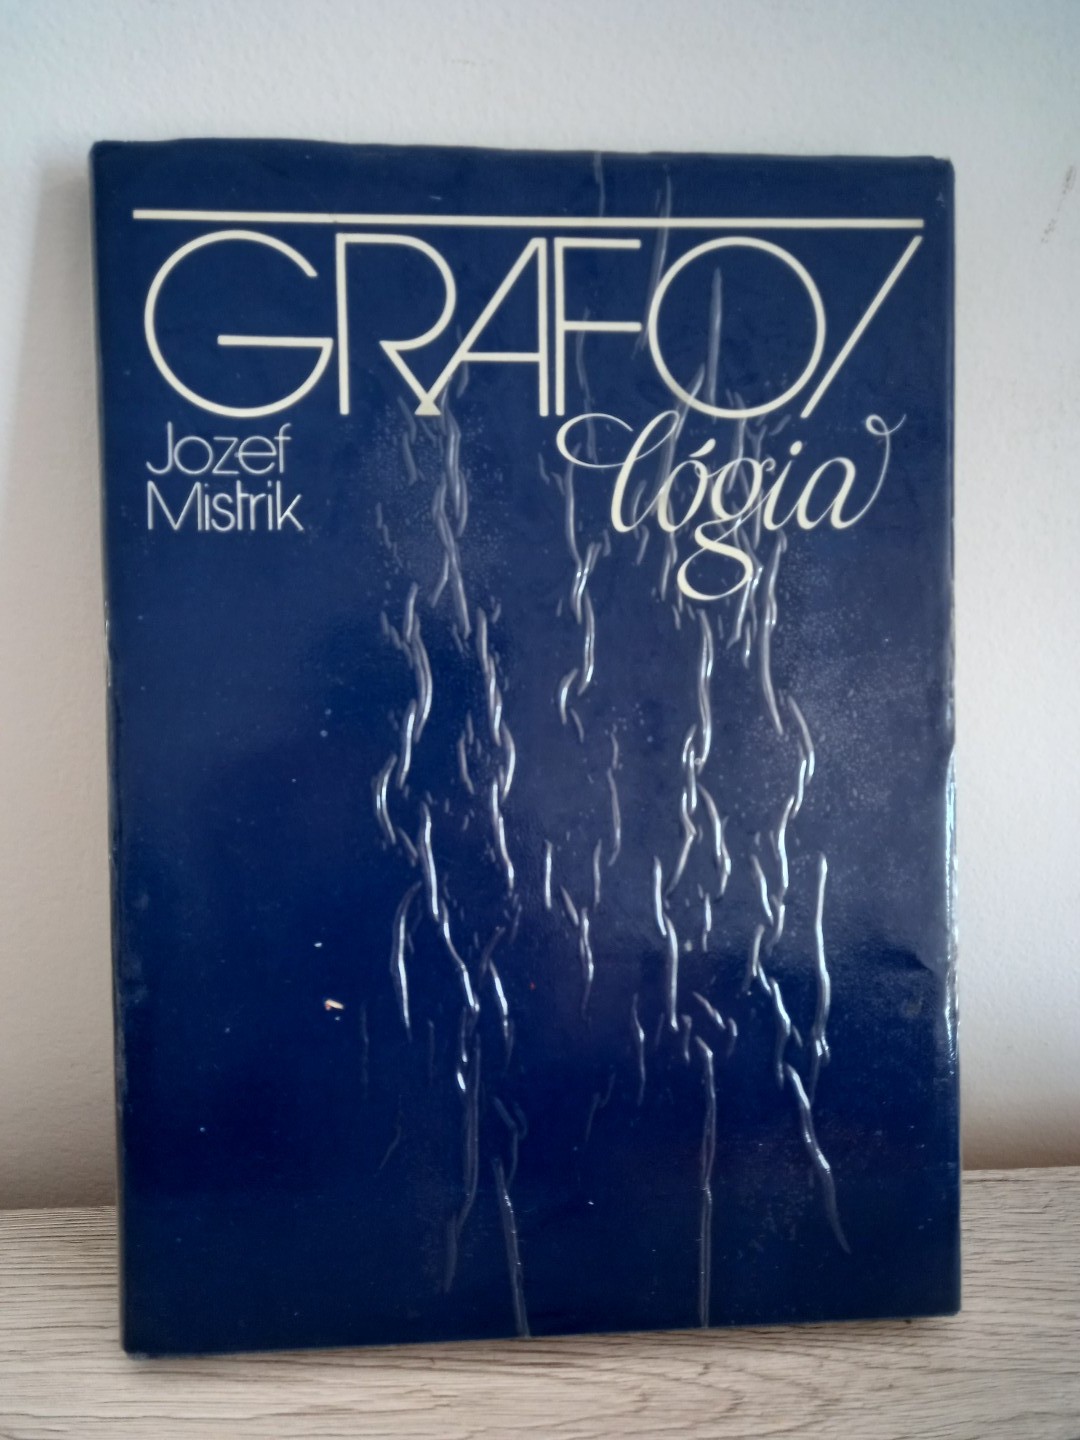 GRAFO/
lógia
Jozef
Mistrik